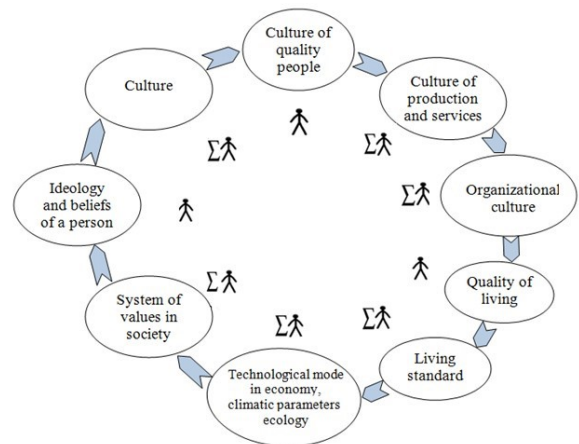 Culture of
quality
people
Culture of
production
and services
Organizational
culture
Quality of
living
Living
standard
Technological mode
in economy,
climatic parameters
ecology
System of
values in
society
Ideology
and beliefs
of a person
Culture
Σ
Σ
Σ
Σ
Σ
Σ